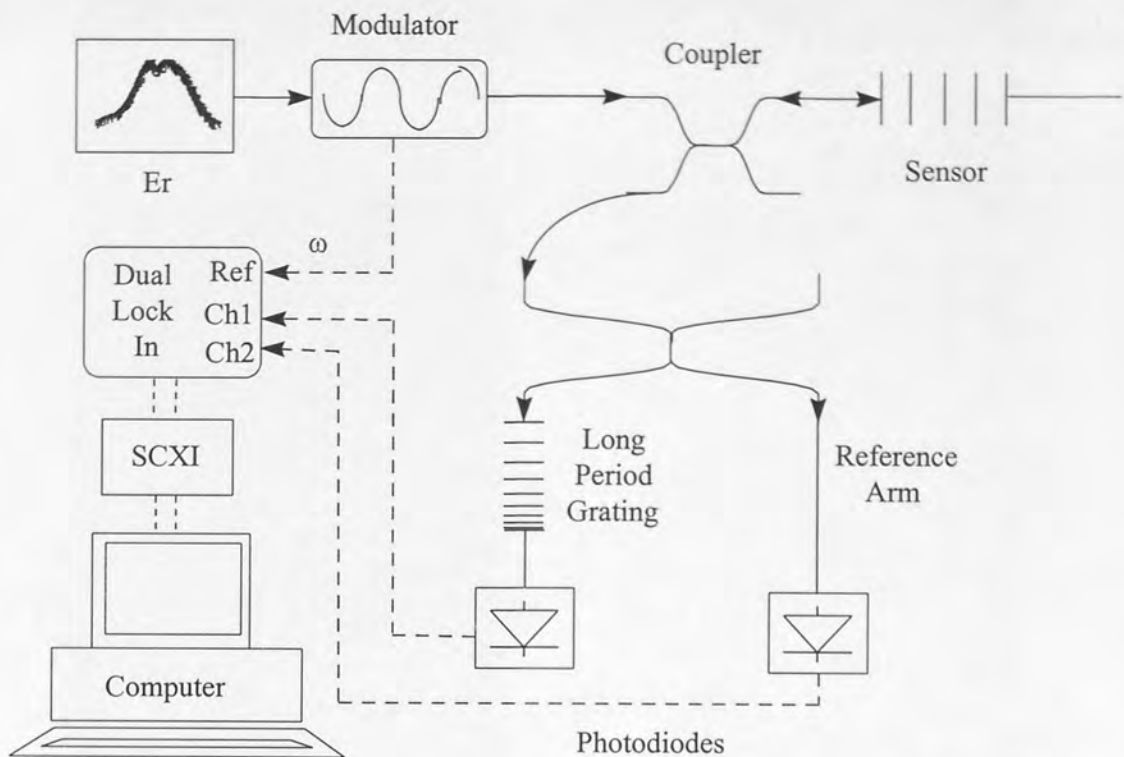 Modulator
Coupler
Er
Sensor
ω
Dual
Lock
In
Ref
Ch1
Ch2
SCXI
Long
Period
Grating
Reference
Arm
Computer
Photodiodes